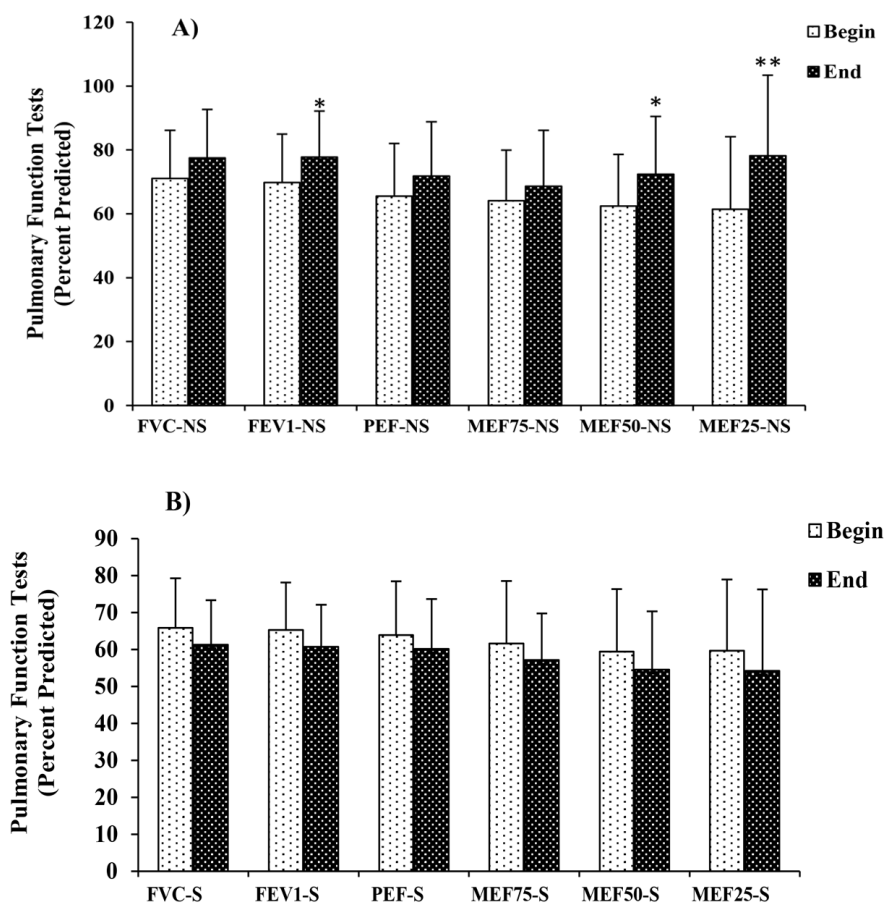 A)
Pulmonary Function Tests
(Percent Predicted)
120
100
80
60
40
20
0
Begin
End
*
*
**
FVC-NS FEV1-NS PEF-NS MEF75-NS MEF50-NS MEF25-NS
B)
Pulmonary Function Tests
(Percent Predicted)
90
80
70
60
50
40
30
20
10
0
Begin
End
FVC-S FEV1-S PEF-S MEF75-S MEF50-S MEF25-S